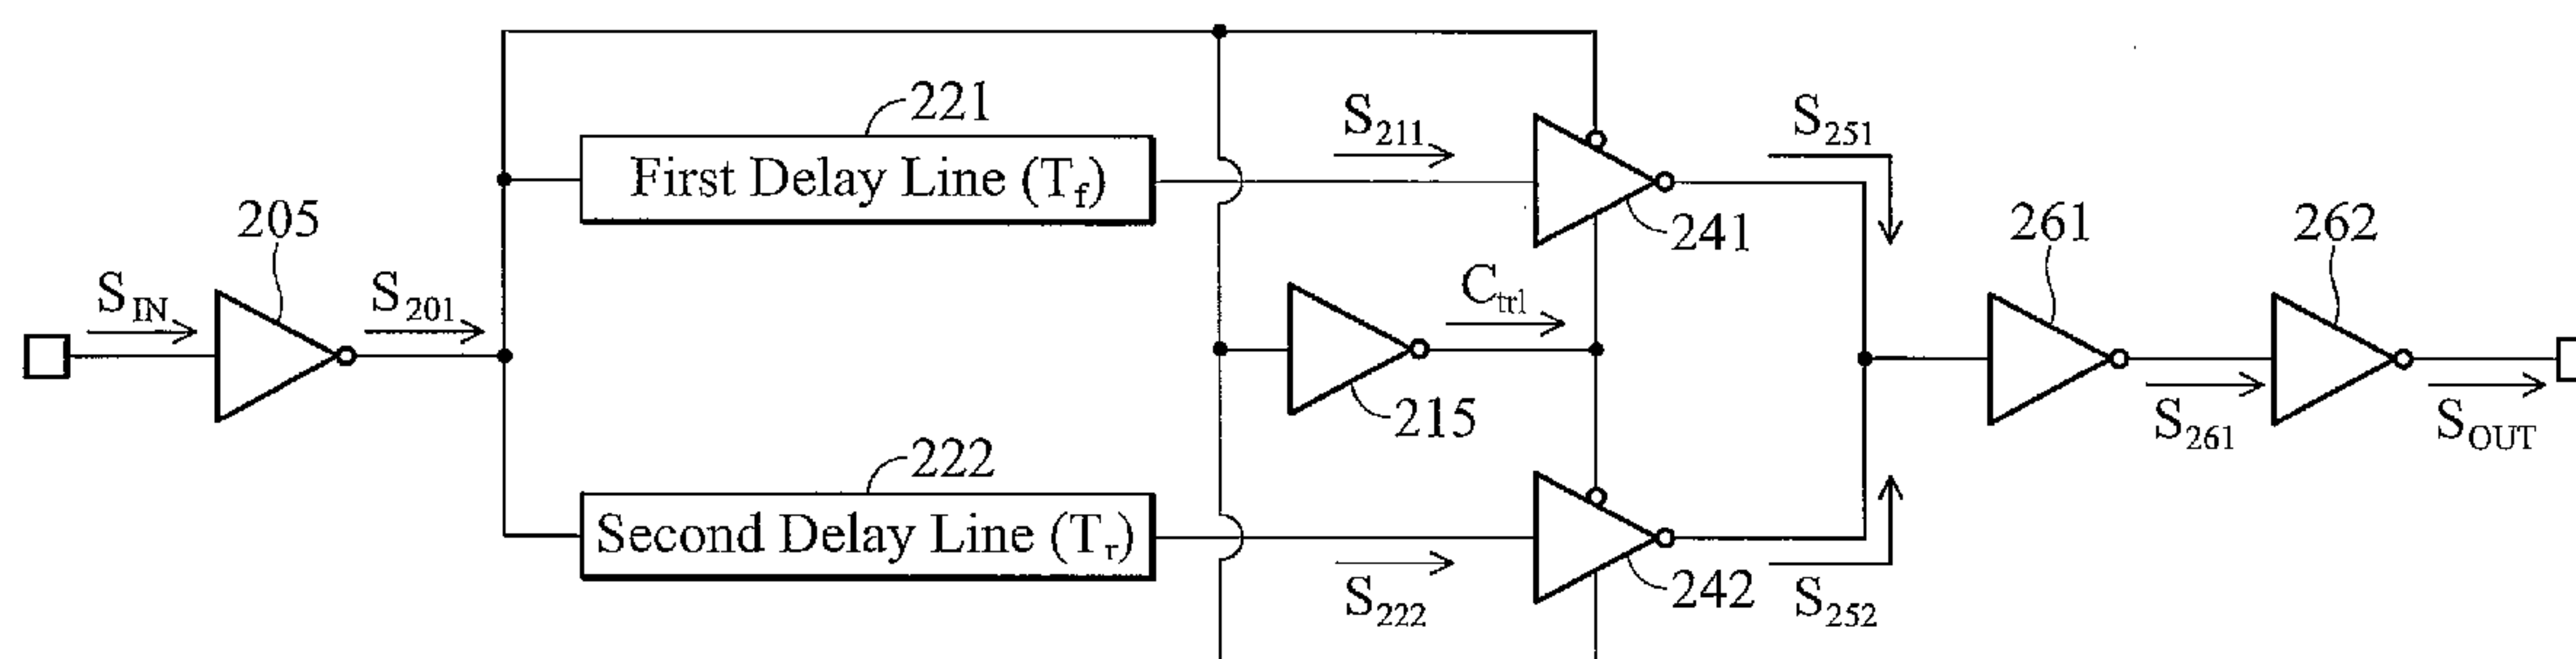 221
S211
S251
First Delay Line (Tf)
205
241
261
262
SIN
S201
Ctrl
215
S261
SOUT
222
Second Delay Line (Tr)
242
S222
S252